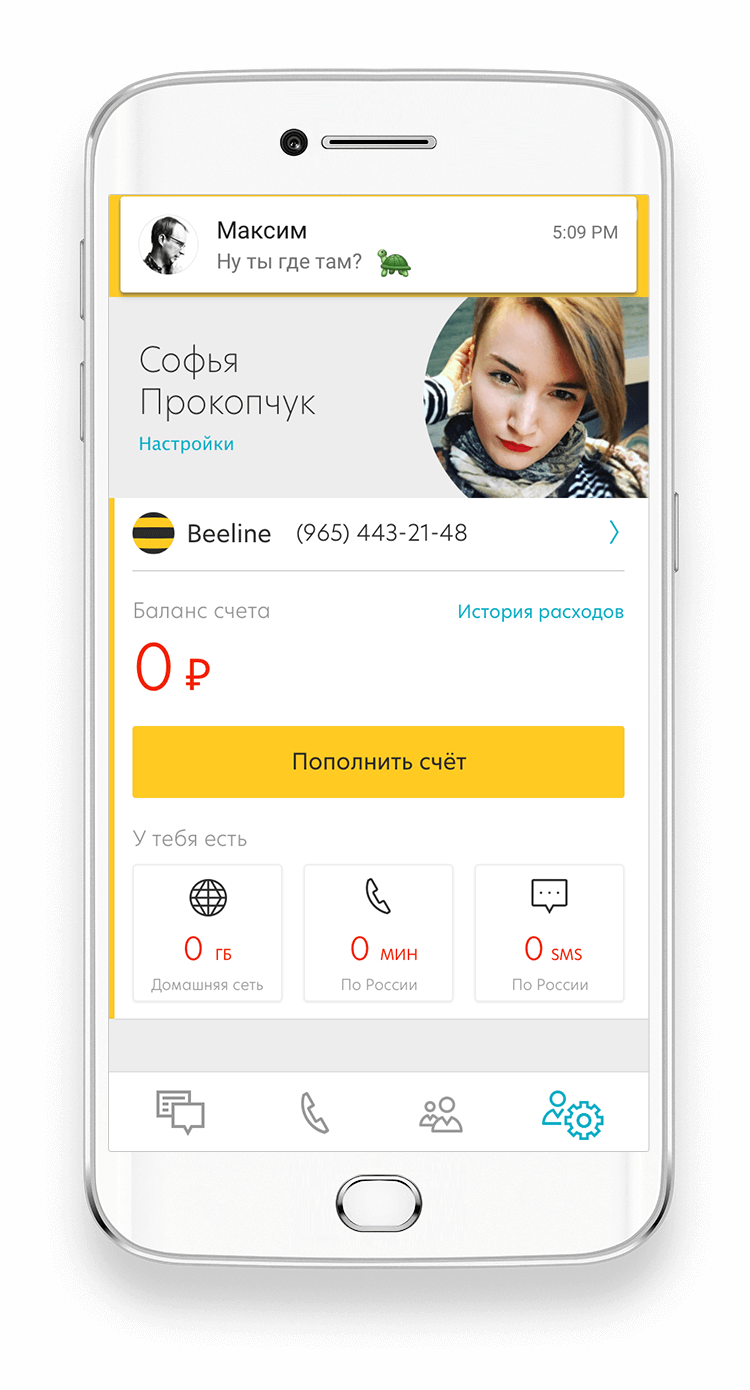 Максим
5:09 PM
Ну ты где там? 🐢
Софья
Прокопчук
Настройки
Beeline (965) 443-21-48
Баланс счета
История расходов
0 ₽
Пополнить счёт
У тебя есть
0 ГБ
Домашняя сеть
0 МИН
По России
0 SMS
По России